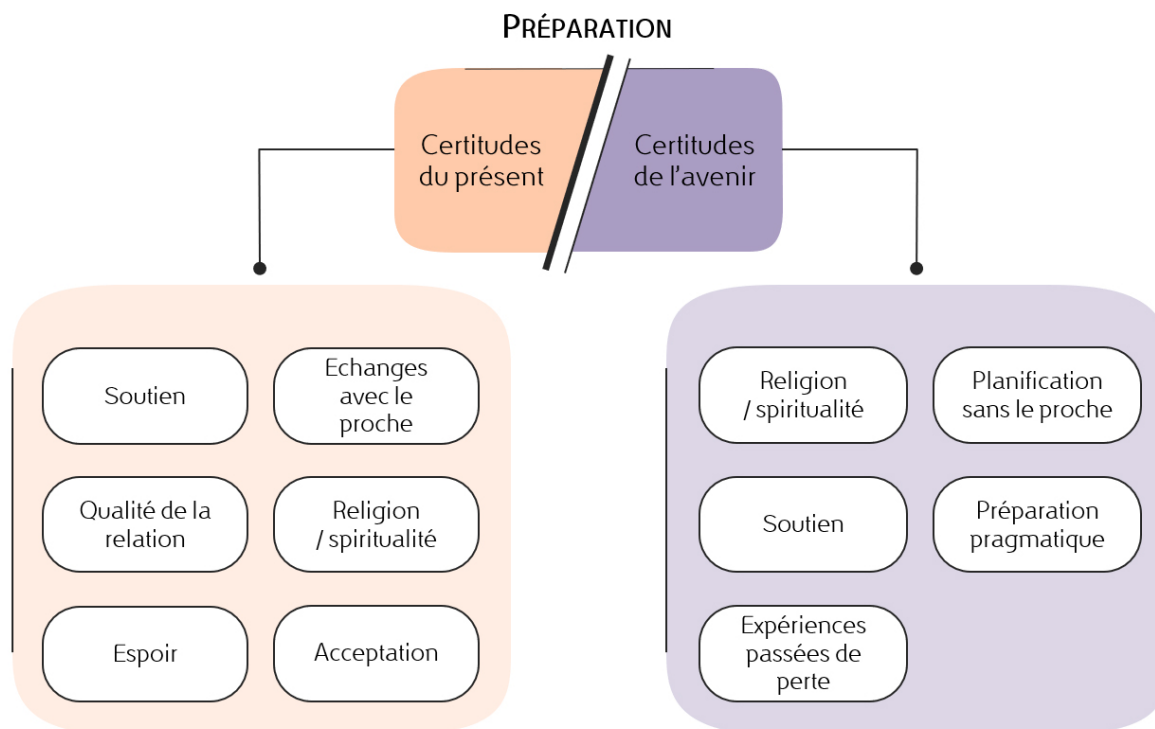 PRÉPARATION
Certitudes
du présent
Certitudes
de l'avenir
Soutien
Echanges
avec le
proche
Qualité de la
relation
Religion
/ spiritualité
Espoir
Acceptation
Religion
/ spiritualité
Planification
sans le proche
Soutien
Préparation
pragmatique
Expériences
passées de
perte